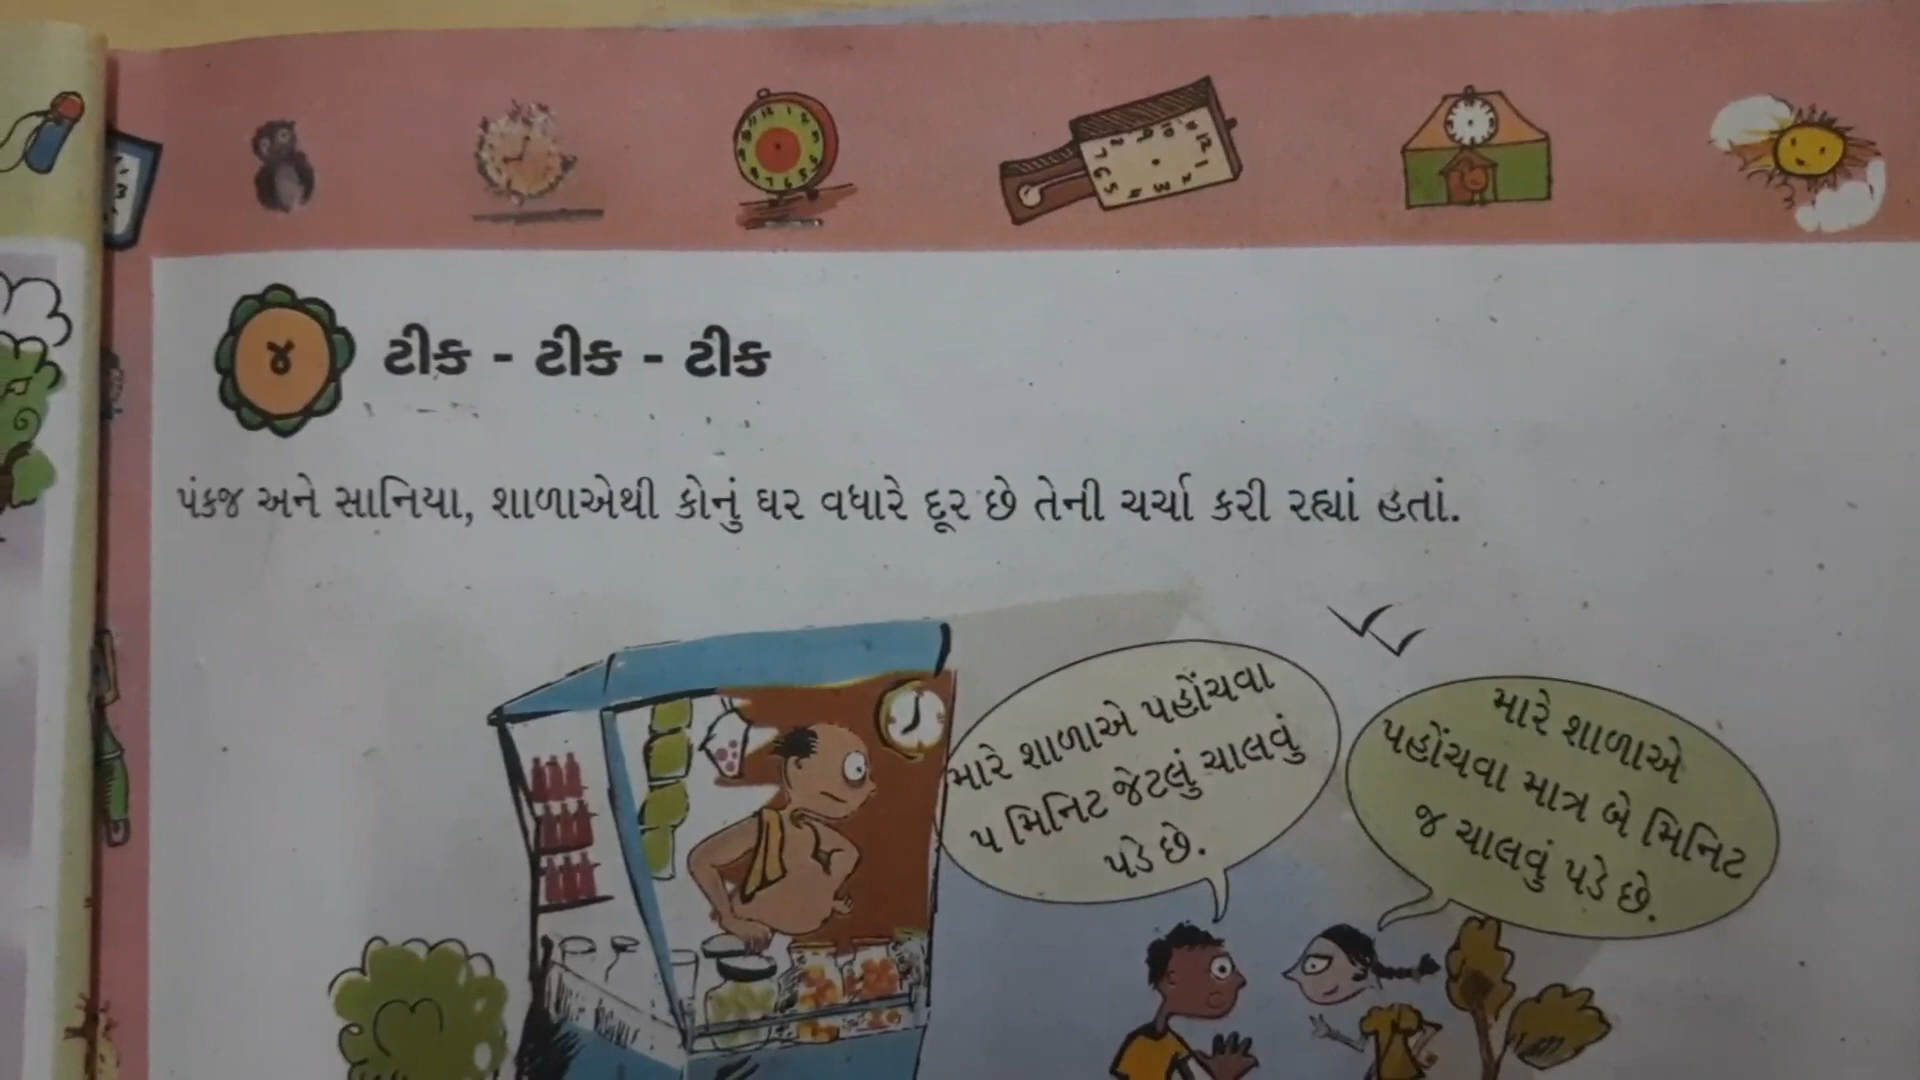 ૪
ટીક - ટીક - ટીક
પંકજ અને સાનિયા, શાળાએથી કોનું ઘર વધારે દૂર છે તેની ચર્ચા કરી રહ્યાં હતાં.
મારે શાળાએ પહોંચવા
૫ મિનિટ જેટલું ચાલવું
પડે છે.
મારે શાળાએ
પહોંચવા માત્ર બે મિનિટ
જ ચાલવું પડે છે.